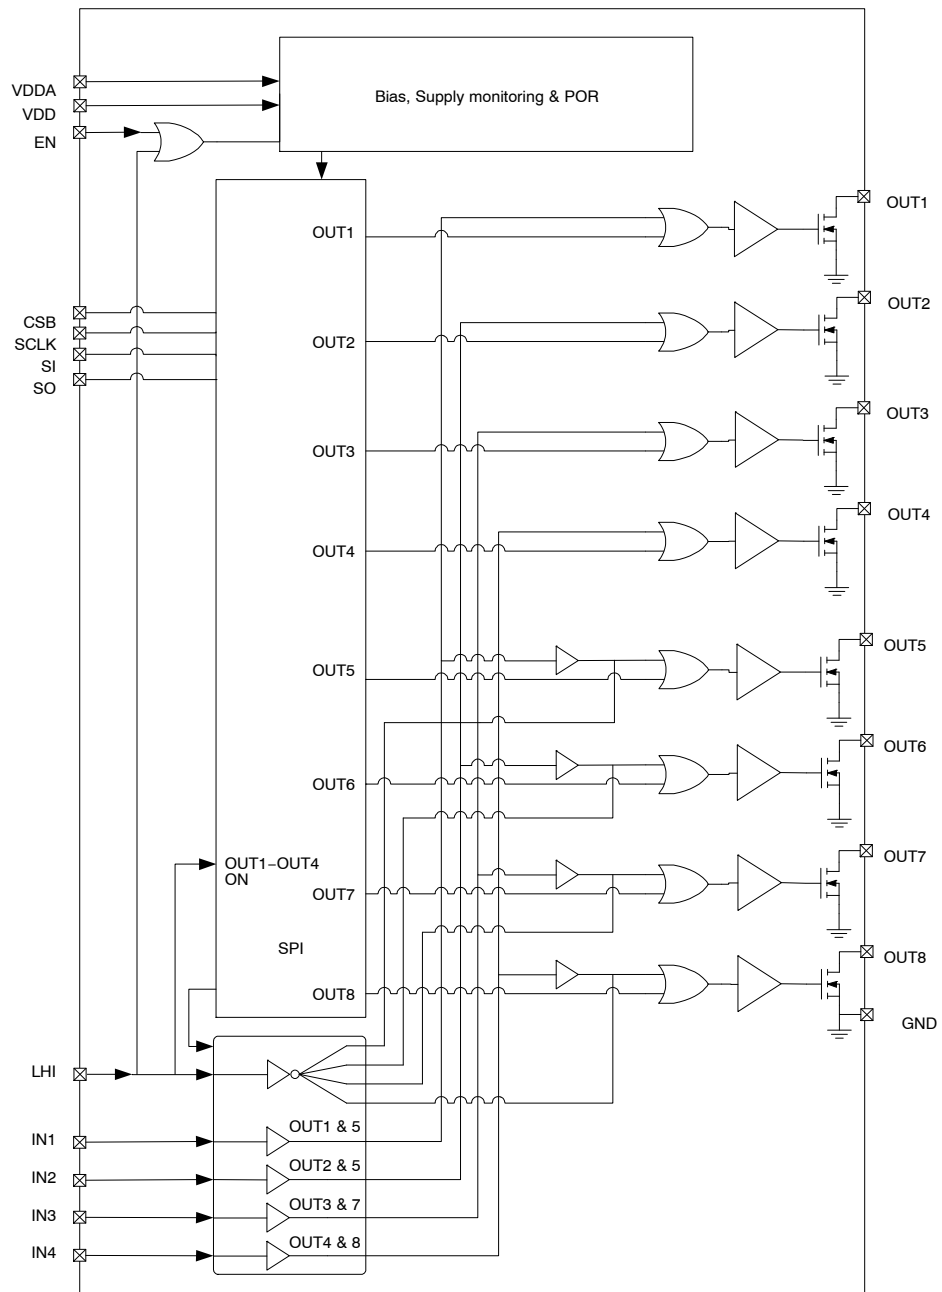 Bias, Supply monitoring & POR
VDDA
VDD
EN
OUT1
OUT1
OUT2
CSB
SCLK
SI
SO
OUT2
OUT3
OUT3
OUT4
OUT4
OUT5
OUT5
OUT6
OUT6
OUT7
OUT1–OUT4
ON
OUT7
SPI
OUT8
OUT8
GND
LHI
IN1
OUT1 & 5
IN2
OUT2 & 5
IN3
OUT3 & 7
IN4
OUT4 & 8